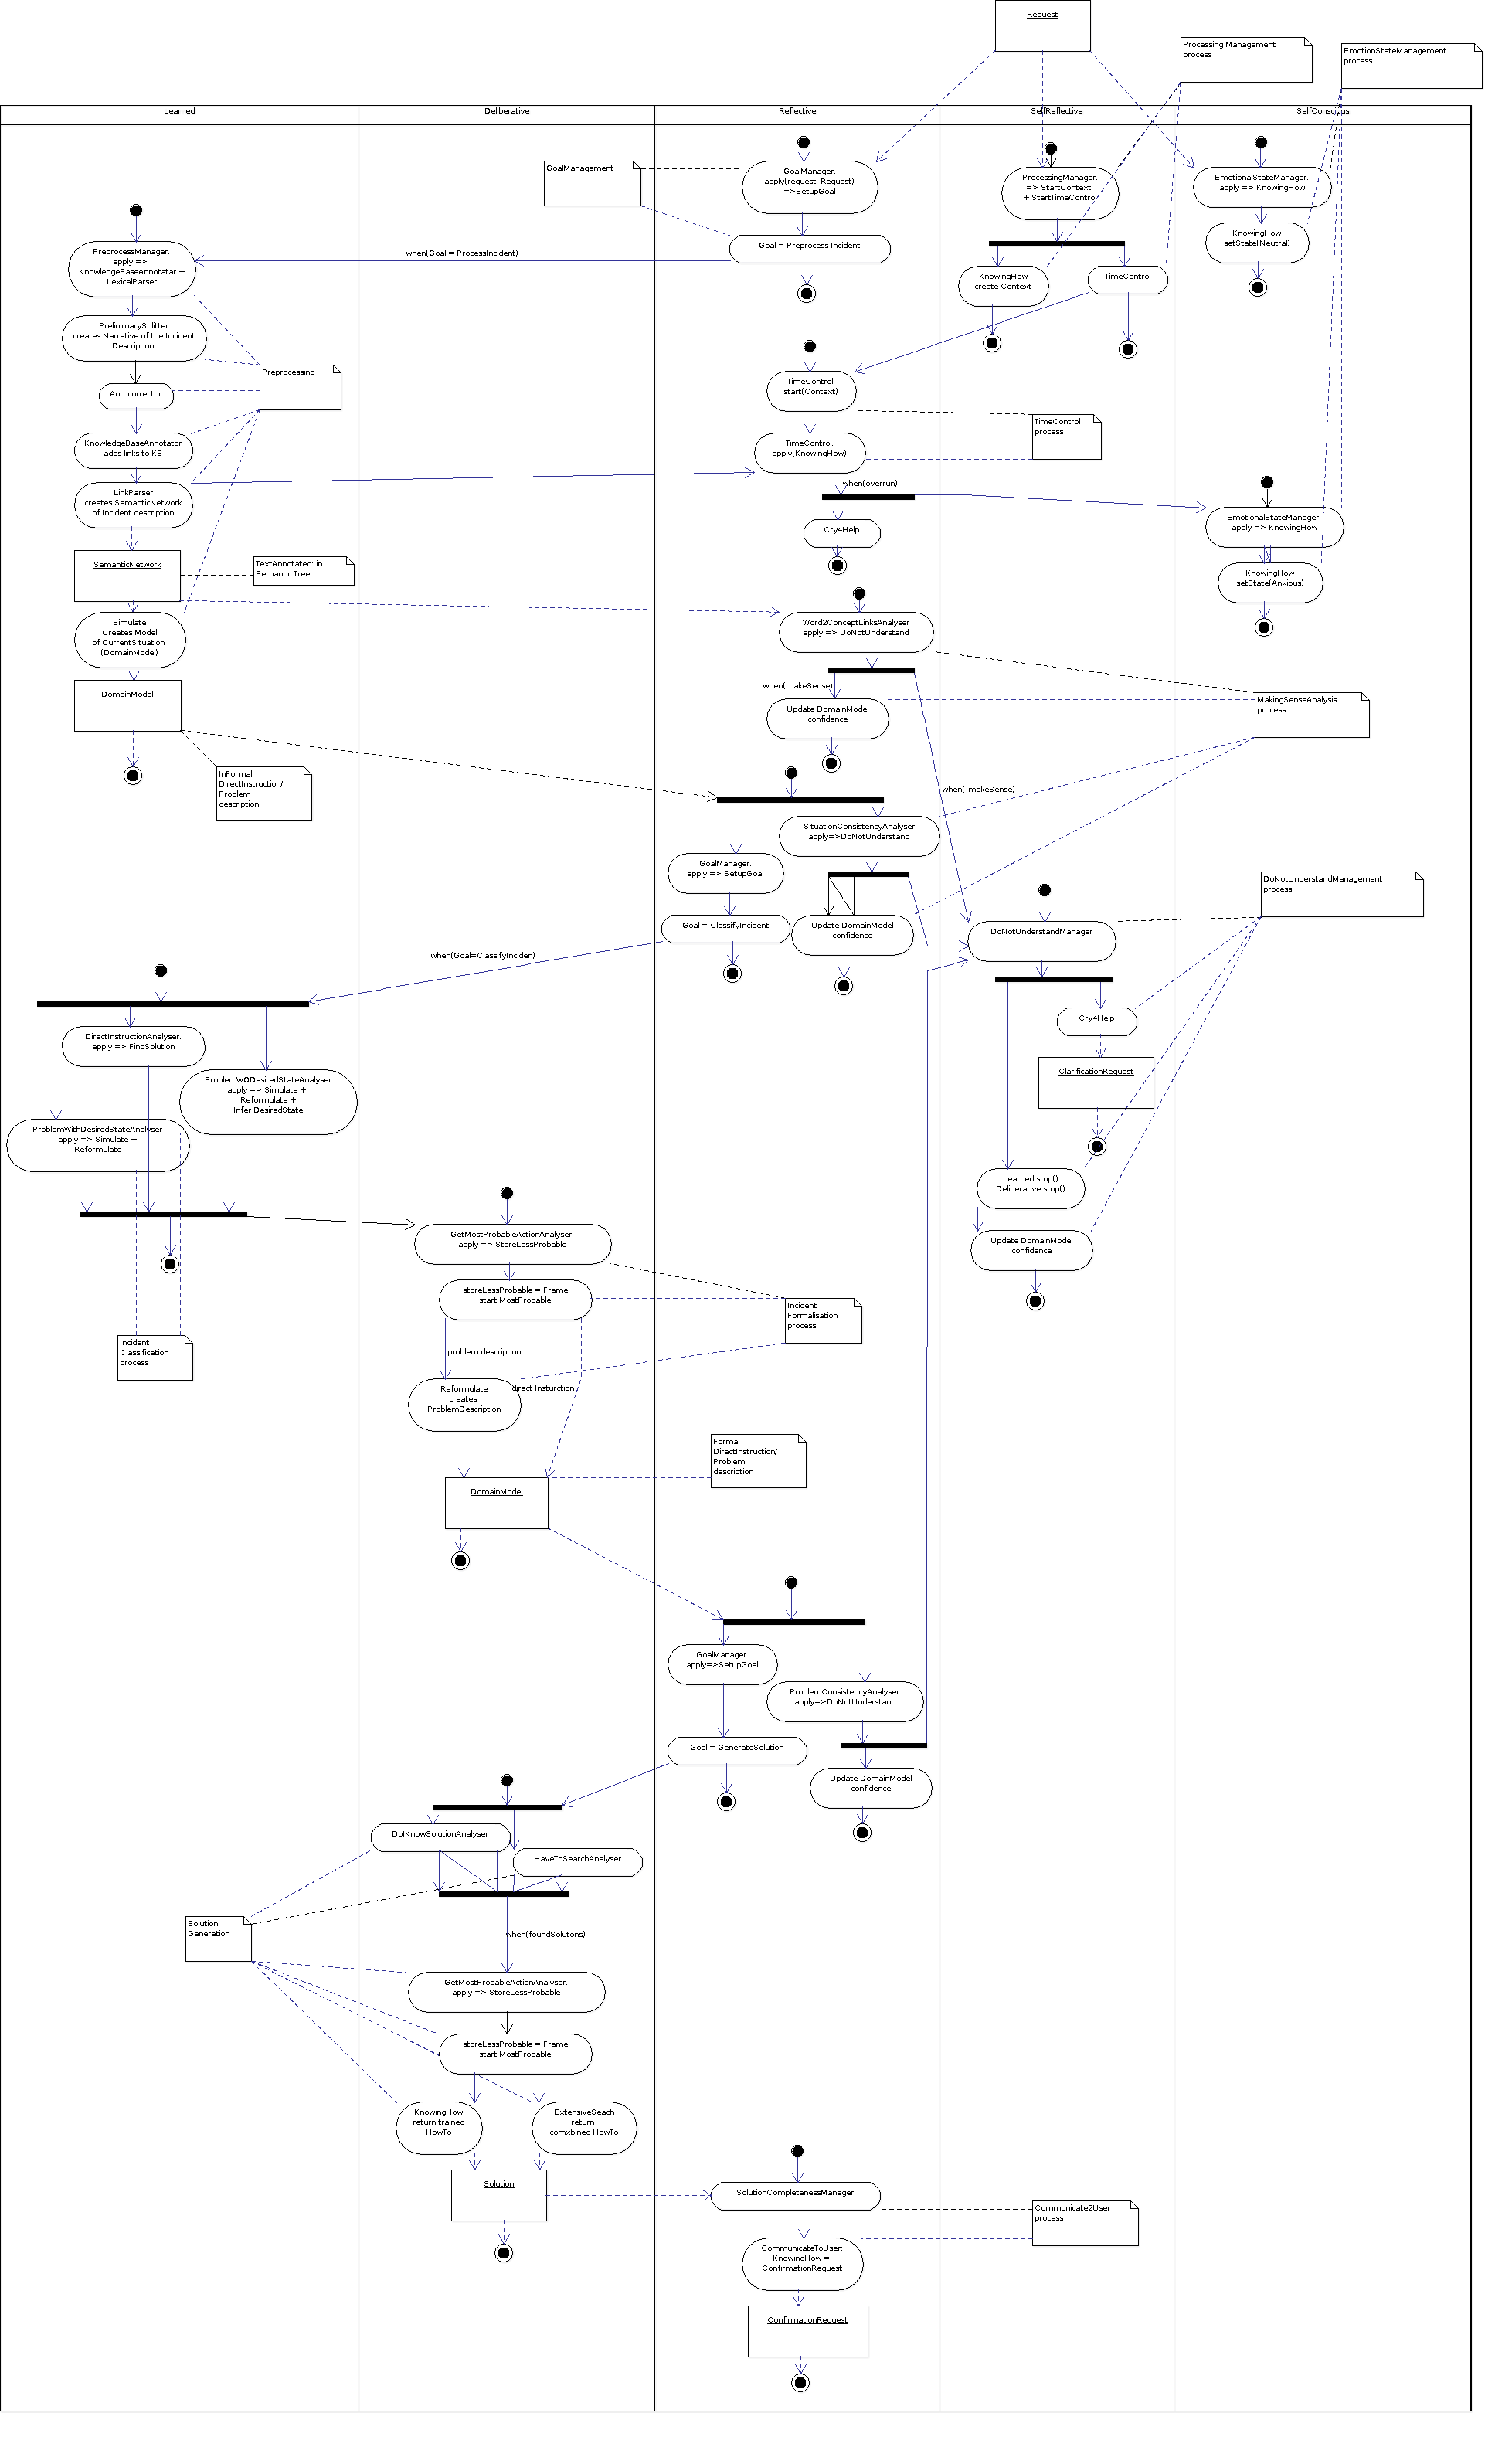 Request
Processing Management
process
EmotionStateManagement
process
Learned
Deliberative
Reflective
SelfReflective
SelfConscious
GoalManagement
GoalManager.
apply(request: Request)
=>SetupGoal
ProcessingManager.
=> StartContext
+ StartTimeControl
EmotionalStateManager.
apply => KnowingHow
KnowingHow
setState(Neutral)
Goal = Preprocess Incident
when(Goal = ProcessIncident)
PreprocessManager.
apply =>
KnowledgeBaseAnnotatar +
LexicalParser
KnowingHow
create Context
TimeControl
PreliminarySplitter
creates Narrative of the Incident
Description.
Preprocessing
Autocorrector
TimeControl.
start(Context)
TimeControl
process
KnowledgeBaseAnnotator
adds links to KB
TimeControl.
apply(KnowingHow)
when(overrun)
LinkParser
creates SemanticNetwork
of Incident.description
Cry4Help
EmotionalStateManager.
apply => KnowingHow
SemanticNetwork
TextAnnotated: in
Semantic Tree
KnowingHow
setState(Anxious)
Simulate
Creates Model
of CurrentSituation
(DomainModel)
Word2ConceptLinksAnalyser
apply => DoNotUnderstand
when(makeSense)
DomainModel
Update DomainModel
confidence
MakingSenseAnalysis
process
InFormal
DirectInstruction/
Problem
description
when(!makeSense)
SituationConsistencyAnalyser
apply=>DoNotUnderstand
GoalManager.
apply => SetupGoal
DoNotUnderstandManagement
process
Goal = ClassifyIncident
Update DomainModel
confidence
DoNotUnderstandManager
when(Goal=ClassifyInciden)
Cry4Help
DirectInstructionAnalyser.
apply => FindSolution
ClarificationRequest
ProblemWODesiredStateAnalyser
apply => Simulate +
Reformulate +
Infer DesiredState
ProblemWithDesiredStateAnalyser
apply => Simulate +
Reformulate
Learned.stop()
Deliberative.stop()
GetMostProbableActionAnalyser.
apply => StoreLessProbable
Update DomainModel
confidence
storeLessProbable = Frame
start MostProbable
Incident
Formalisation
process
Incident
Classification
process
problem description
direct Insturction
Reformulate
creates
ProblemDescription
Formal
DirectInstruction/
Problem
description
DomainModel
GoalManager.
apply=>SetupGoal
ProblemConsistencyAnalyser
apply=>DoNotUnderstand
Goal = GenerateSolution
Update DomainModel
confidence
DoIKnowSolutionAnalyser
HaveToSearchAnalyser
Solution
Generation
when(foundSolutons)
GetMostProbableActionAnalyser.
apply => StoreLessProbable
storeLessProbable = Frame
start MostProbable
KnowingHow
return trained
HowTo
ExtensiveSeach
return
comxbined HowTo
Solution
SolutionCompletenessManager
Communicate2User
process
CommunicateToUser:
KnowingHow =
ConfirmationRequest
ConfirmationRequest